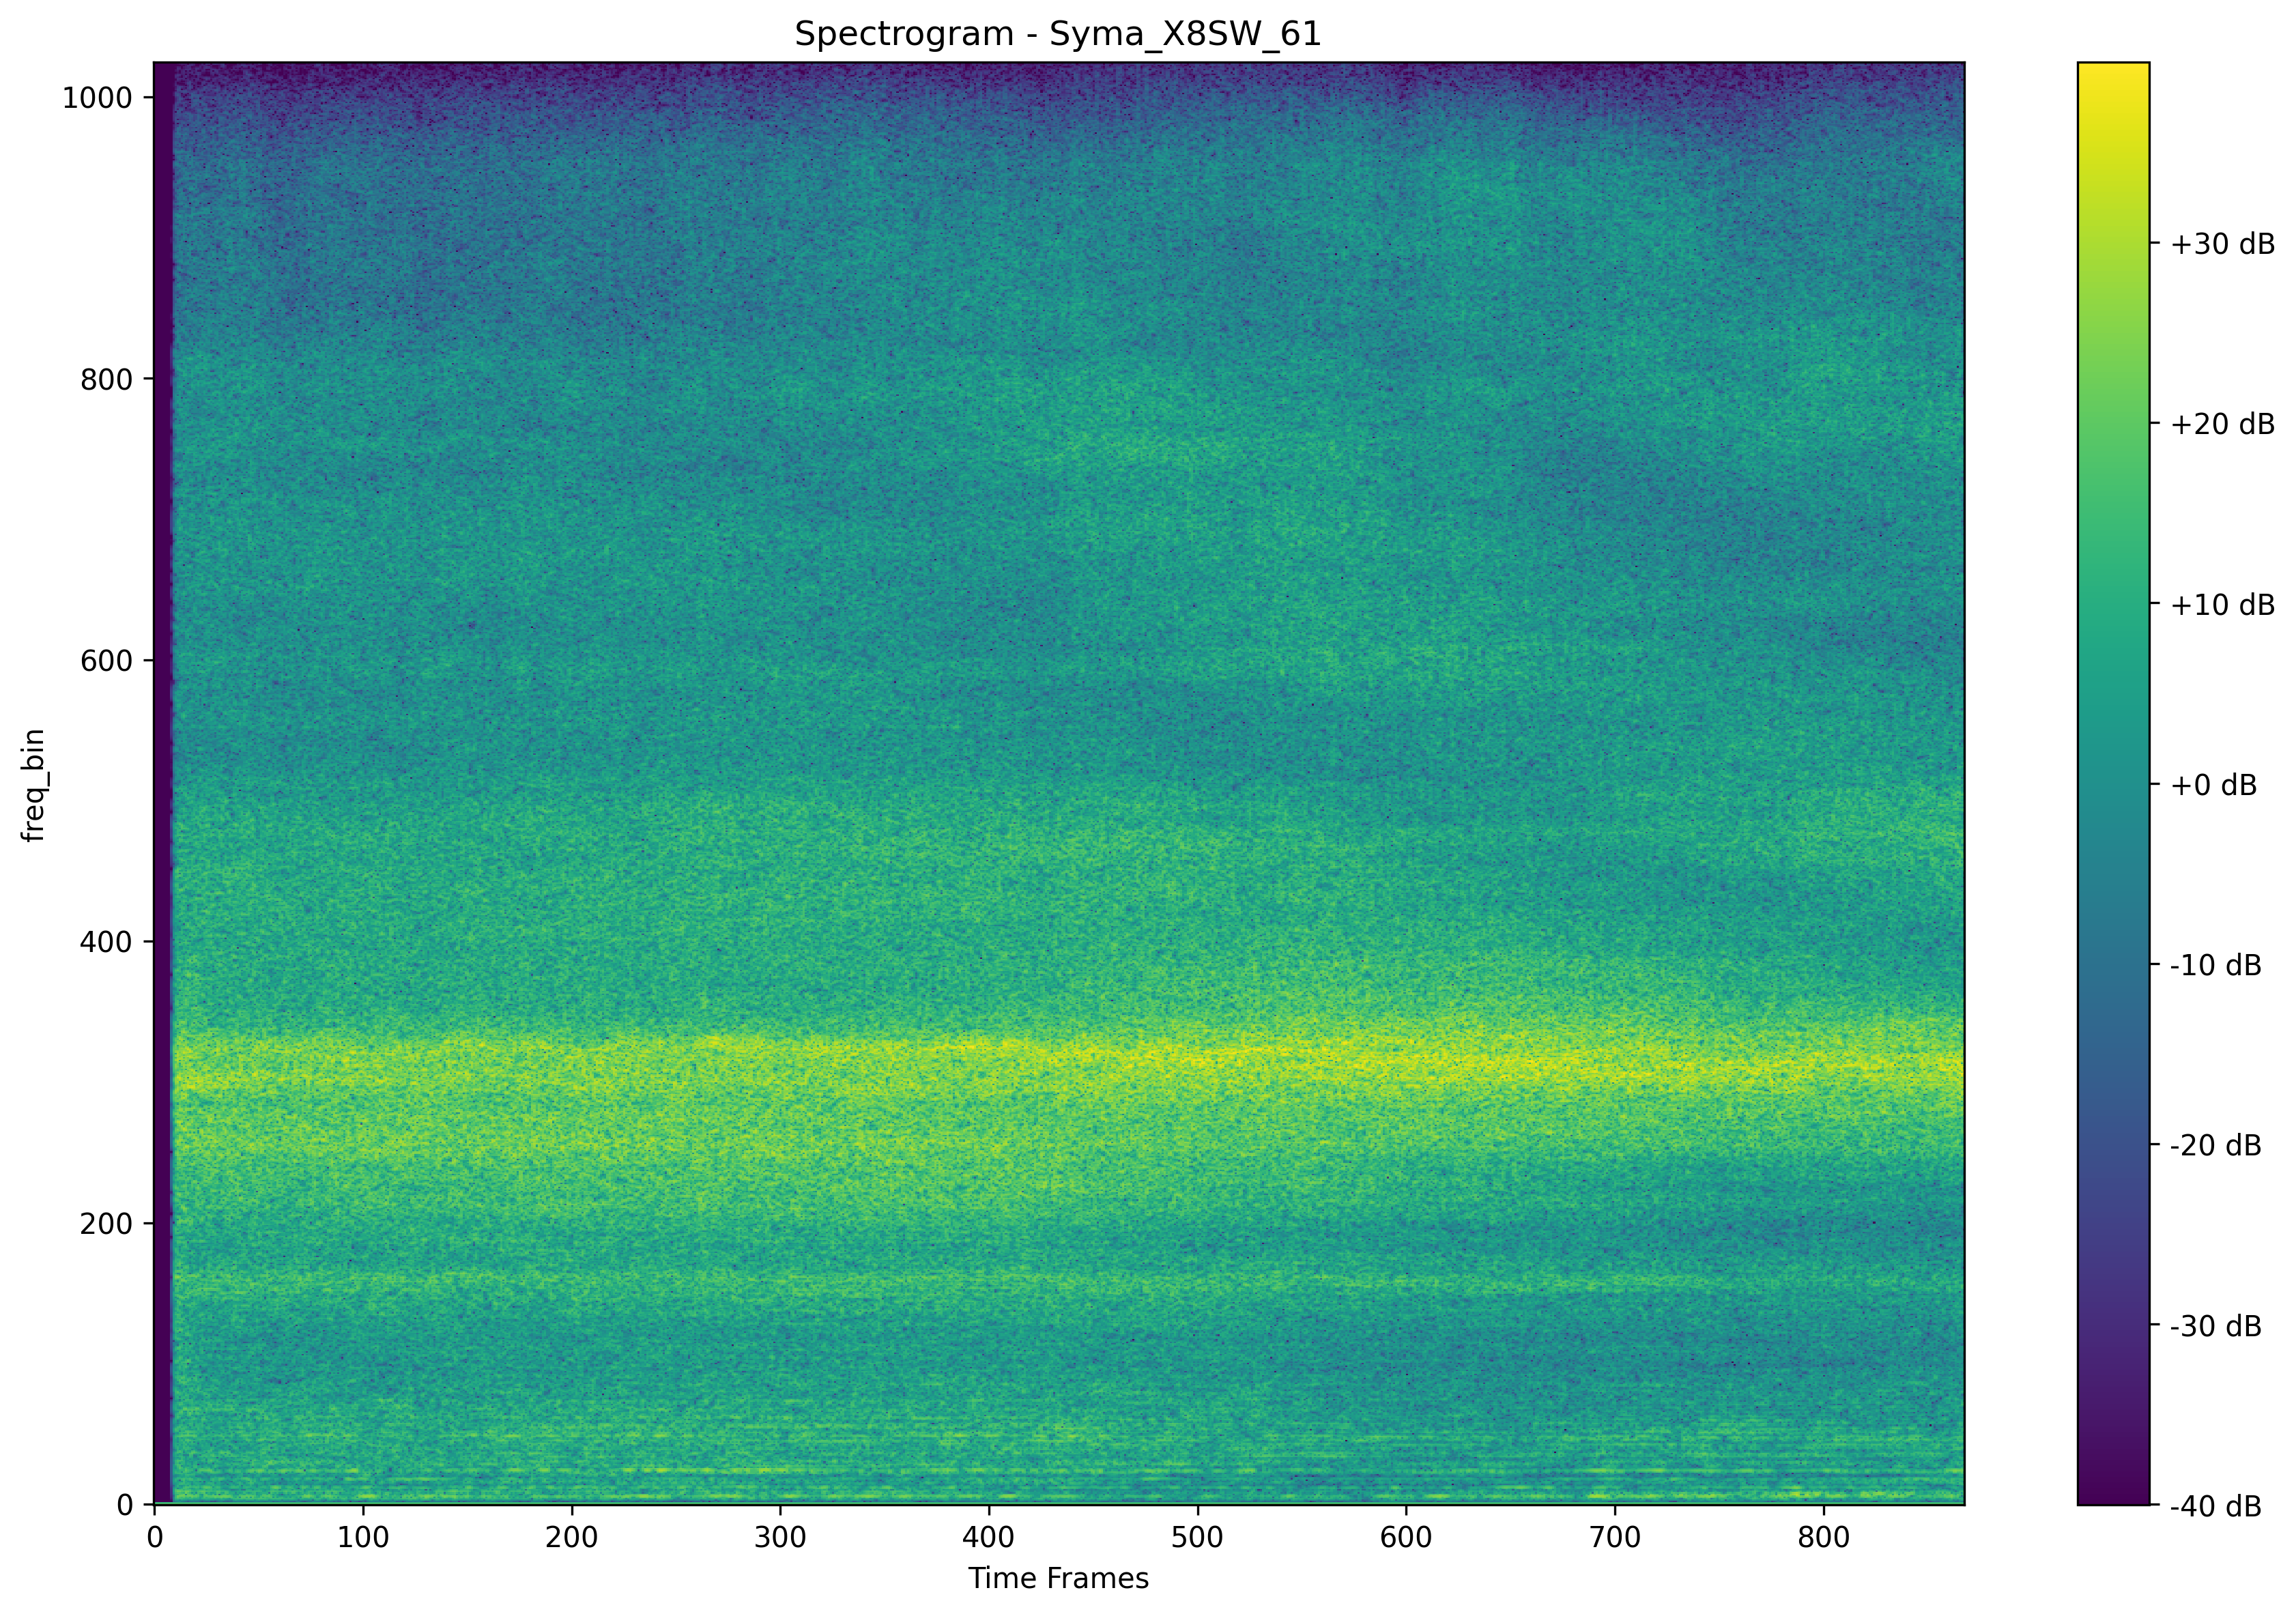 Spectrogram - Syma_X8SW_61
1000
800
600
400
200
0
freq_bin
0 100 200 300 400 500 600 700 800
Time Frames
+30 dB
+20 dB
+10 dB
+0 dB
-10 dB
-20 dB
-30 dB
-40 dB